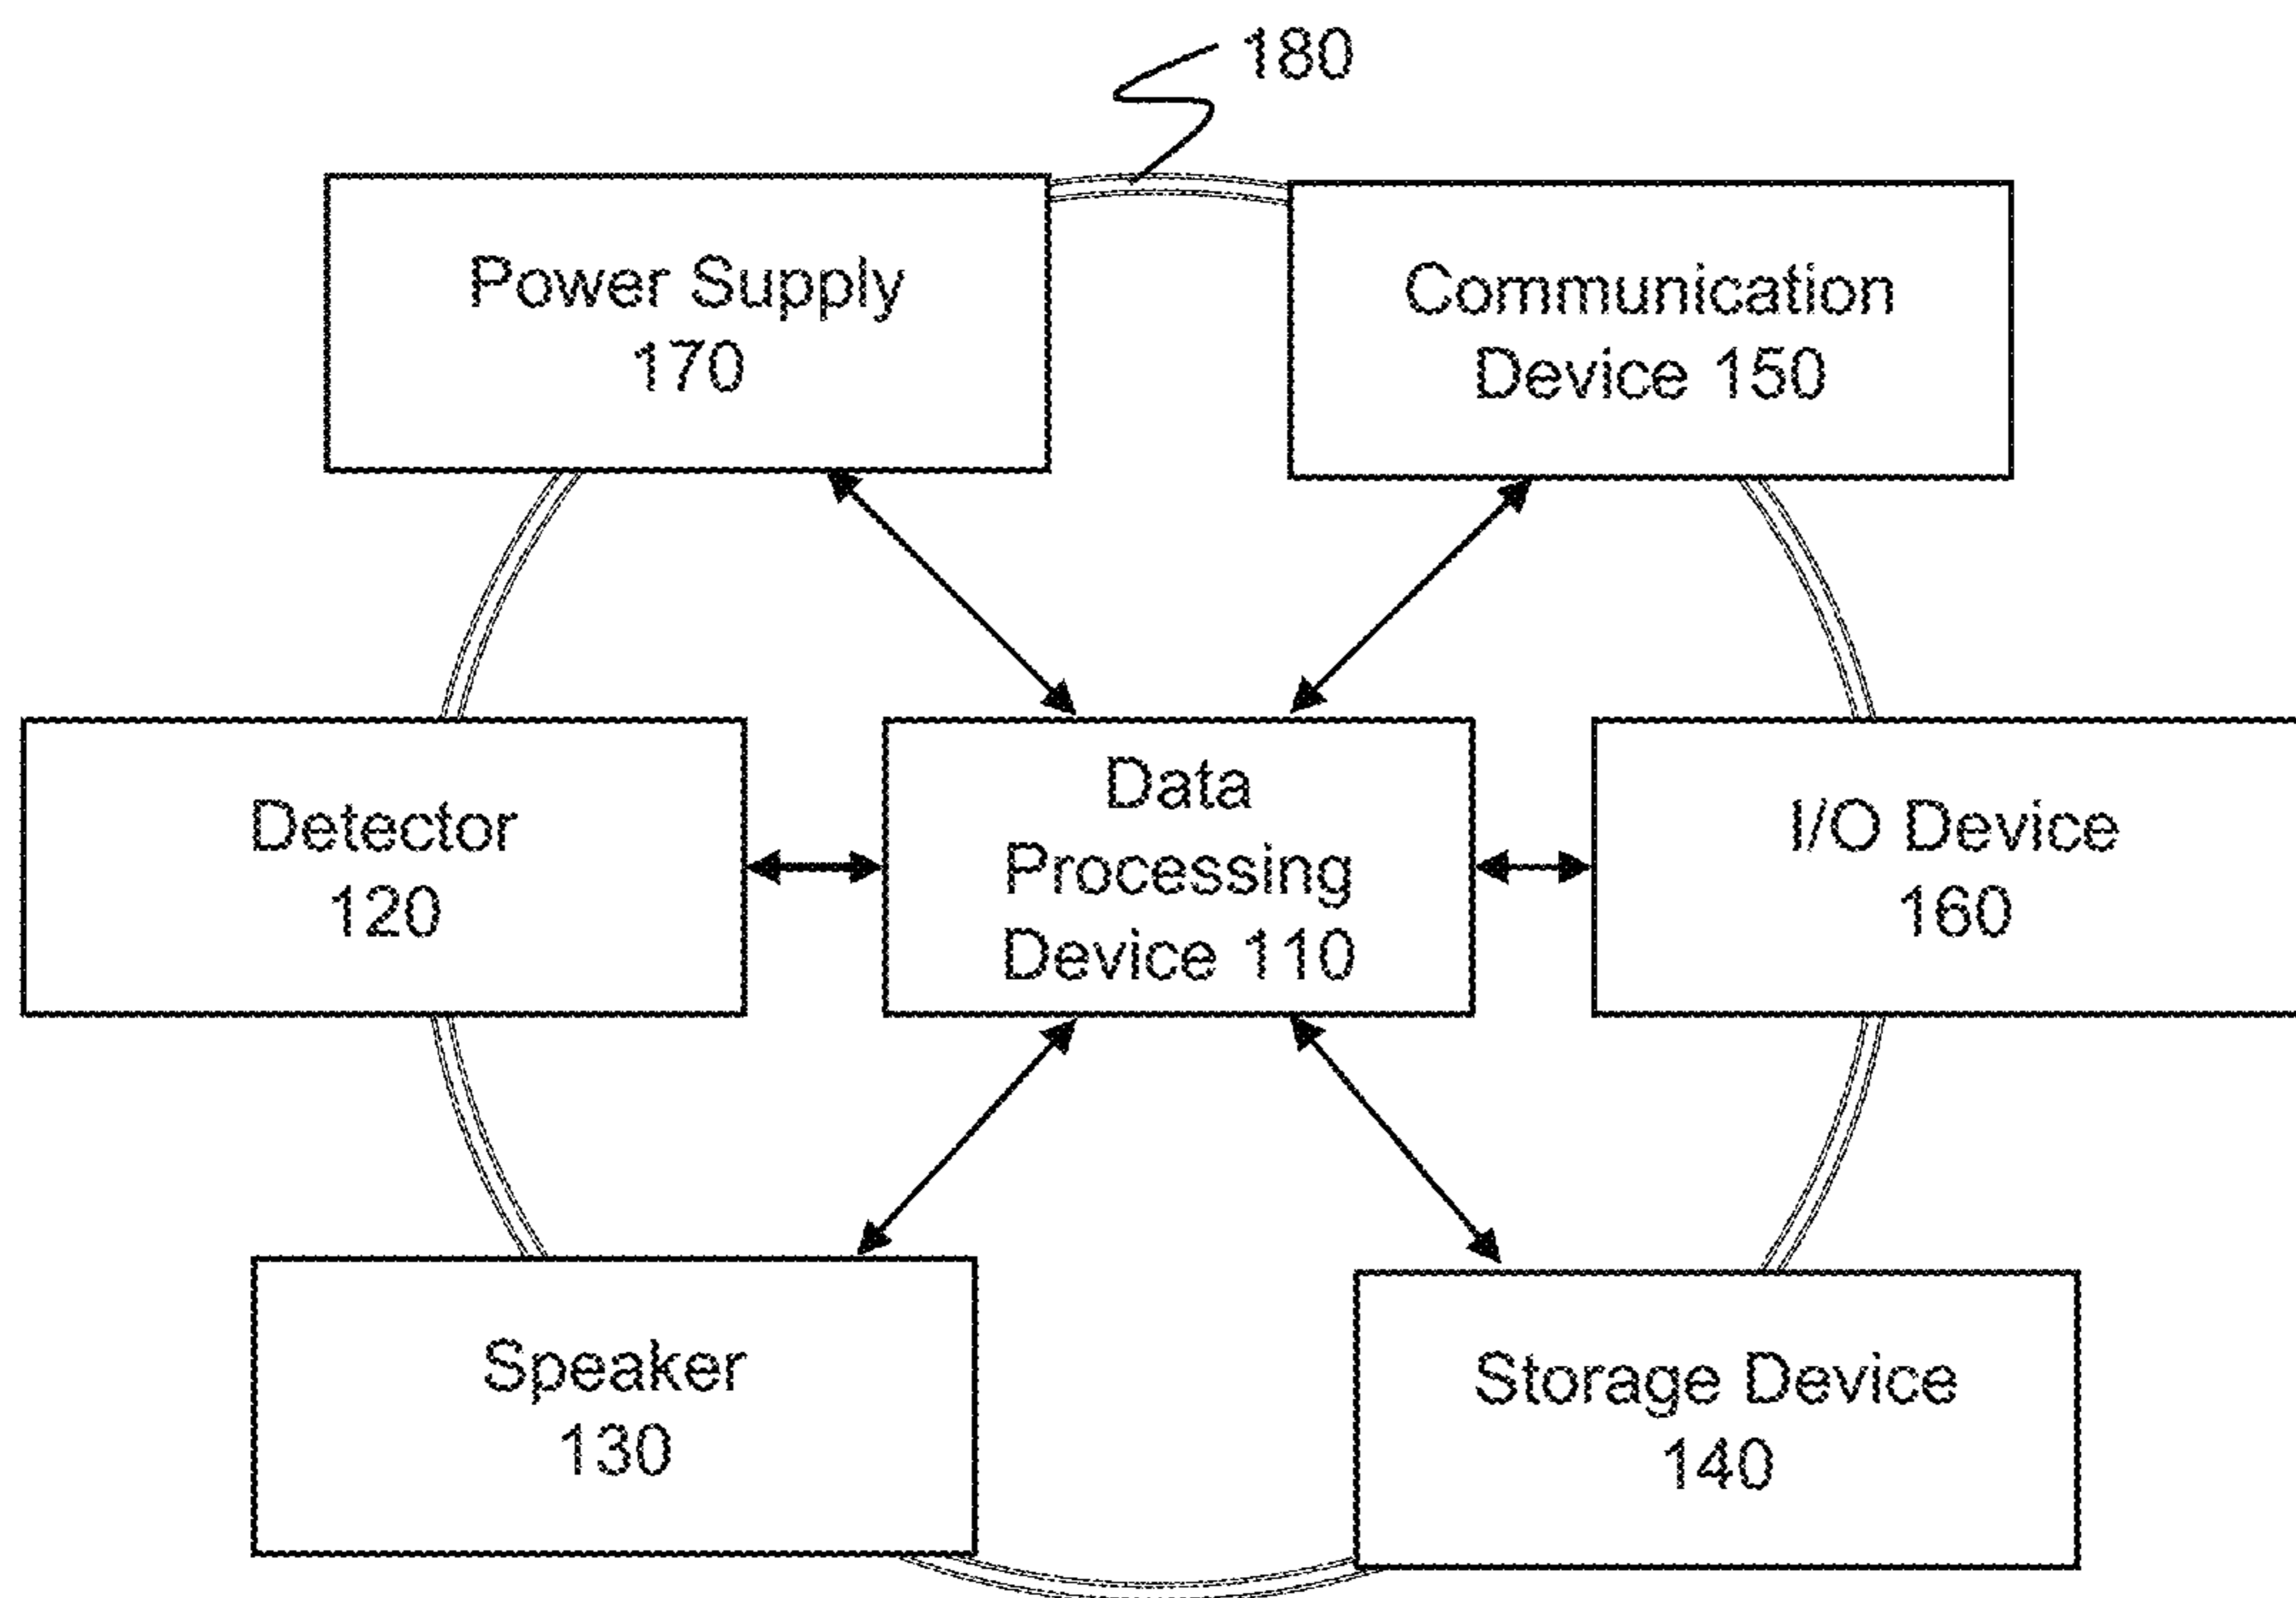 180
Power Supply
170
Communication
Device 150
Detector
120
Data
Processing
Device 110
I/O Device
160
Speaker
130
Storage Device
140